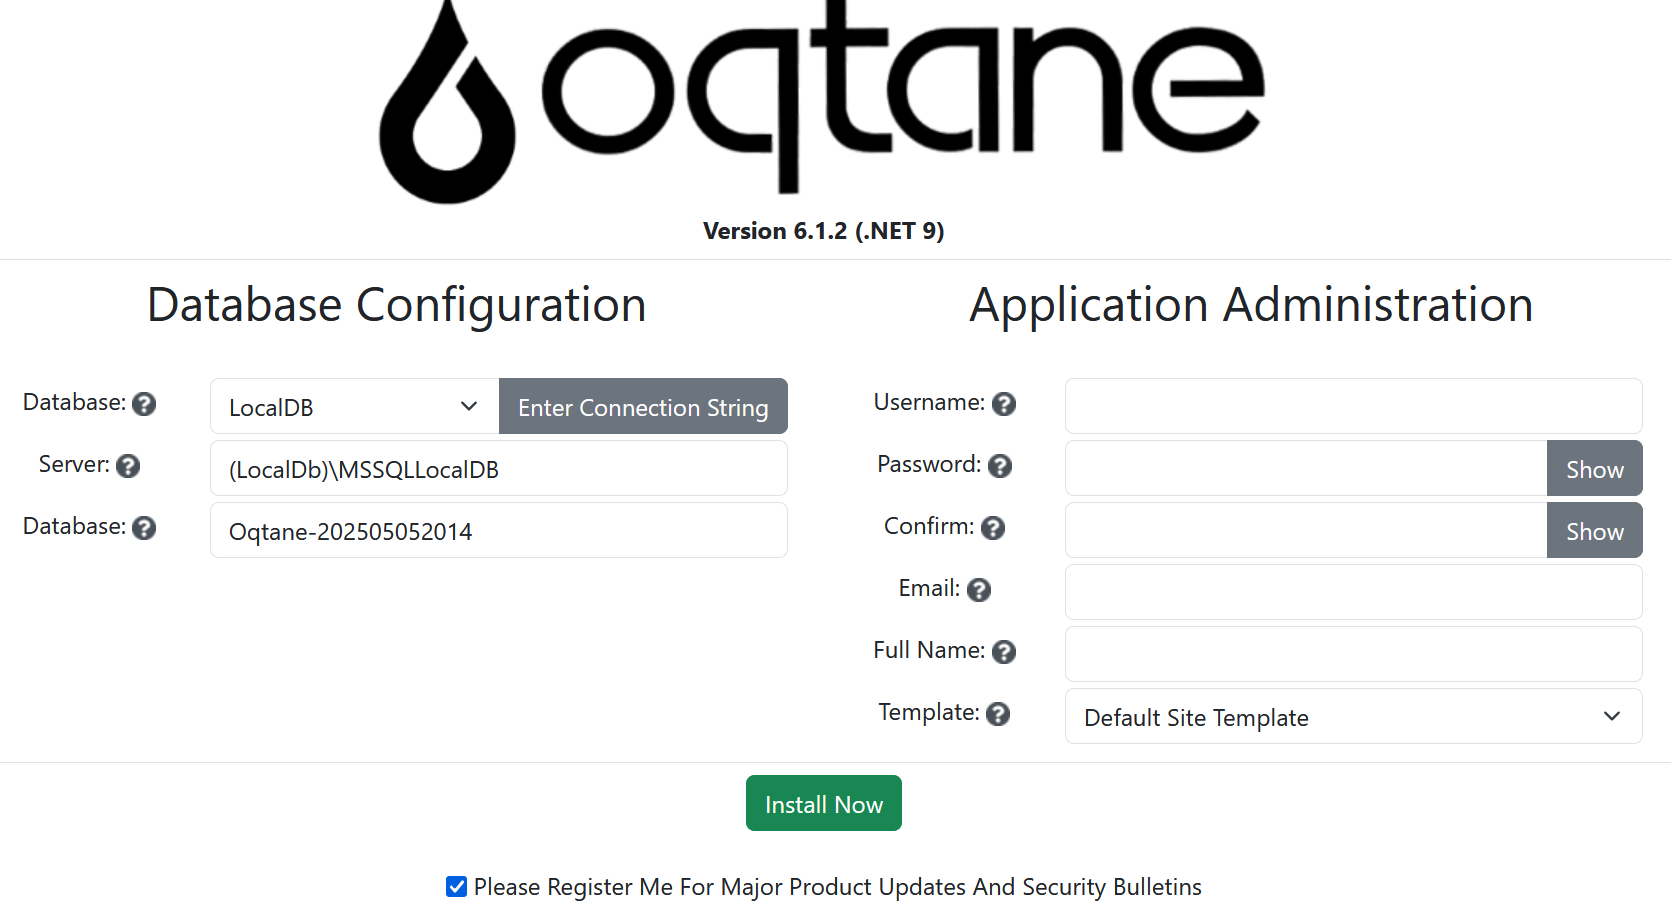 oqtane
Version 6.1.2 (.NET 9)
Database Configuration
Database: ?
LocalDB
Enter Connection String
Server: ?
(LocalDb)\MSSQLLocalDB
Database: ?
Oqtane-202505052014
Application Administration
Username: ?
Password: ?
Show
Confirm: ?
Show
Email: ?
Full Name: ?
Template: ?
Default Site Template
Install Now
Please Register Me For Major Product Updates And Security Bulletins